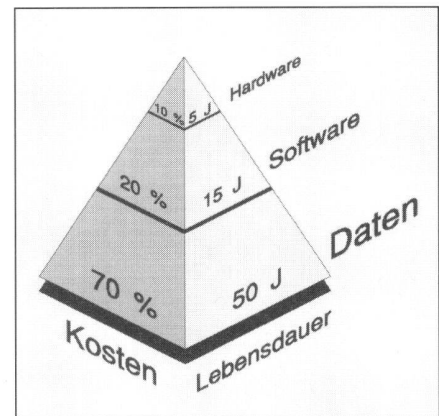 Hardware
10 % 5 J
Software
20 % 15 J
Daten
70 % 50 J
Kosten Lebensdauer